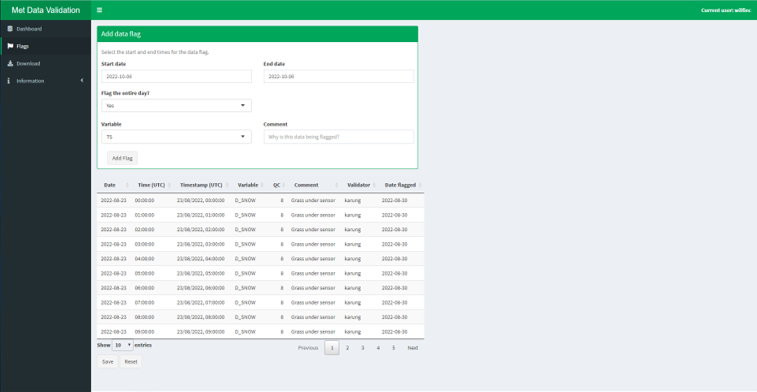 Met Data Validation
Current user: wilfinc
Dashboard
Flags
Download
Information
Add data flag
Select the start and end times for the data flag.
Start date End date
2022-10-06 2022-10-06
Flag the entire day?
Yes
Variable Comment
TS Why is this data being flagged?
Add Flag
Date Time (UTC) Timestamp (UTC) Variable QC Comment Validator Date flagged
2022-08-23 00:00:00 23/08/2022, 00:00:00 D_SNOW 8 Grass under sensor karung 2022-08-30
2022-08-23 01:00:00 23/08/2022, 01:00:00 D_SNOW 8 Grass under sensor karung 2022-08-30
2022-08-23 02:00:00 23/08/2022, 02:00:00 D_SNOW 8 Grass under sensor karung 2022-08-30
2022-08-23 03:00:00 23/08/2022, 03:00:00 D_SNOW 8 Grass under sensor karung 2022-08-30
2022-08-23 04:00:00 23/08/2022, 04:00:00 D_SNOW 8 Grass under sensor karung 2022-08-30
2022-08-23 05:00:00 23/08/2022, 05:00:00 D_SNOW 8 Grass under sensor karung 2022-08-30
2022-08-23 06:00:00 23/08/2022, 06:00:00 D_SNOW 8 Grass under sensor karung 2022-08-30
2022-08-23 07:00:00 23/08/2022, 07:00:00 D_SNOW 8 Grass under sensor karung 2022-08-30
2022-08-23 08:00:00 23/08/2022, 08:00:00 D_SNOW 8 Grass under sensor karung 2022-08-30
2022-08-23 09:00:00 23/08/2022, 09:00:00 D_SNOW 8 Grass under sensor karung 2022-08-30
Show 10 entries
Previous 1 2 3 4 5 Next
Save Reset